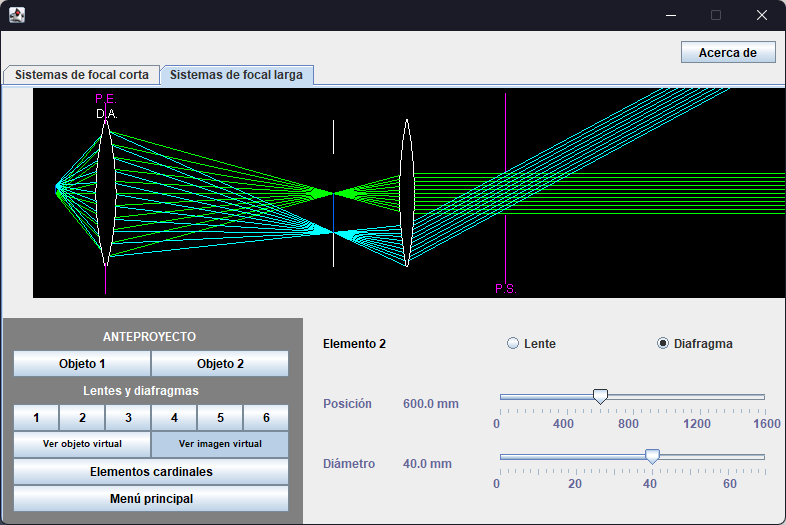 Acerca de
Sistemas de focal corta
Sistemas de focal larga
P.E.
D.A.
P.S.
ANTEPROYECTO
Objeto 1
Objeto 2
Lentes y diafragmas
1 2 3 4 5 6
Ver objeto virtual
Ver imagen virtual
Elementos cardinales
Menú principal
Elemento 2
Lente
Diafragma
Posición 600.0 mm
0 400 800 1200 1600
Diámetro 40.0 mm
0 20 40 60